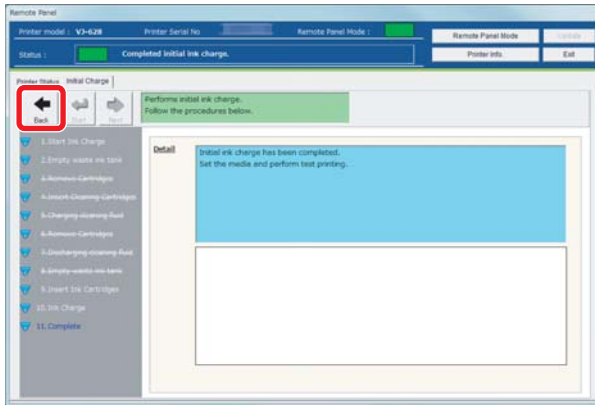 Remote Panel
Printer model : VJ-628 Printer Serial No Remote Panel Mode :
Remote Panel Mode Update
Status : Completed initial ink charge.
Printer Info. Exit
Printer Status Initial Charge
Back Start Next
Performs initial ink charge.
Follow the procedures below.
1.Start Ink Charge
2.Empty waste ink tank
3.Remove Cartridges
4.Insert Cleaning Cartridges
5.Charging cleaning fluid
6.Remove Cartridges
7.Discharging cleaning fluid
8.Empty waste ink tank
9.Insert Ink Cartridges
10.Ink Charge
11.Complete
Detail
Initial ink charge has been completed.
Set the media and perform test printing.